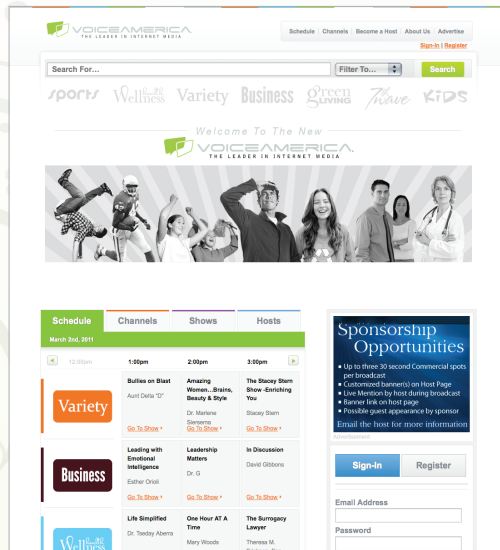 VOICEAMERICA
THE LEADER IN INTERNET MEDIA
Schedule | Channels | Become a Host | About Us | Advertise
Sign-In | Register
Search For...
Filter To...
Search
sports
Health Wellness
Variety
Business
green LIVING
7th wave
KiDS
Welcome To The New
VOICEAMERICA
THE LEADER IN INTERNET MEDIA
Schedule
Channels
Shows
Hosts
March 2nd, 2011
12:00pm
1:00pm
2:00pm
3:00pm
Variety
Bullies on Blast
Aunt Delta "D"
Go To Show
Amazing
Women...Brains,
Beauty & Style
Dr. Marlene
Siersema
Go To Show
The Stacey Stern
Show -Enriching
You
Stacey Stern
Go To Show
Business
Leading with
Emotional
Intelligence
Esther Orioli
Go To Show
Leadership
Matters
Dr. G
Go To Show
In Discussion
David Gibbons
Go To Show
Health
Wellness
Life Simplified
Dr. Tseday Aberra
One Hour AT A
Time
Mary Woods
The Surrogacy
Lawyer
Theresa M.
Sponsorship
Opportunities
Up to three 30 second Commercial spots
per broadcast
Customized banner(s) on Host Page
Live Mention by host during broadcast
Banner link on host page
Possible guest appearance by sponsor
Email the host for more information
Advertisement
Sign-In
Register
Email Address
Password